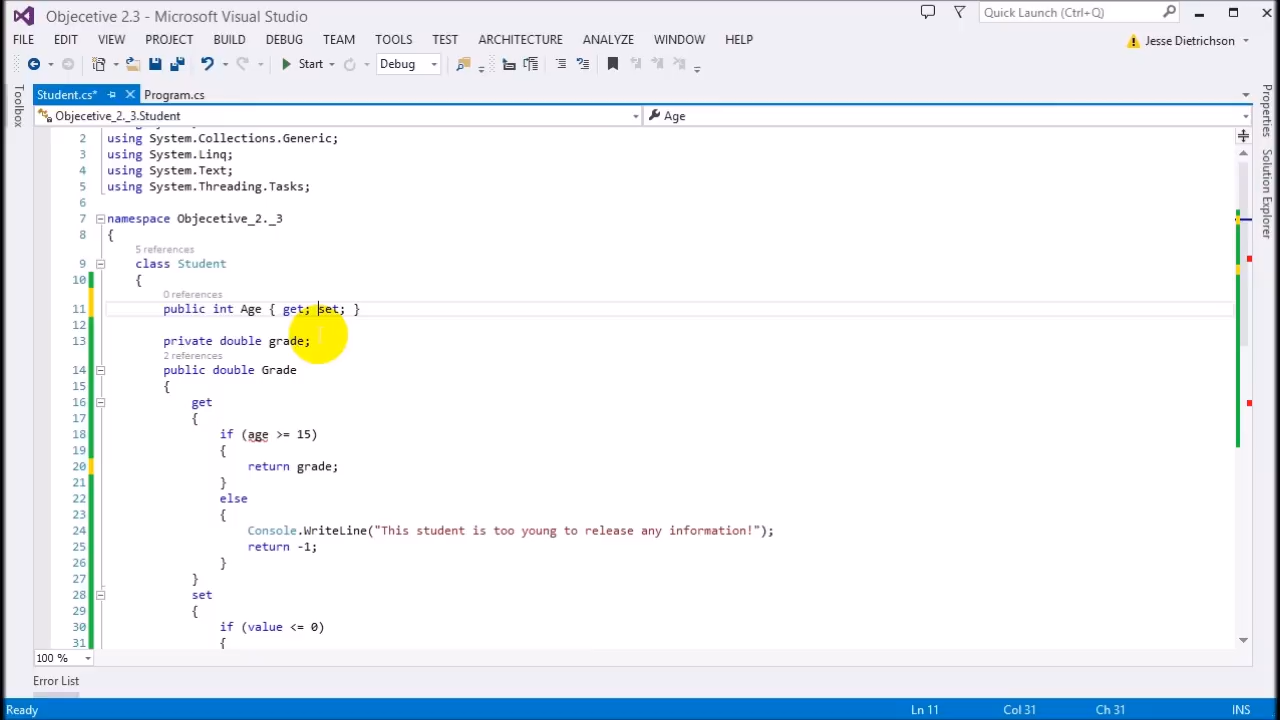 Objecetive 2.3 - Microsoft Visual Studio
Quick Launch (Ctrl+Q)
FILE EDIT VIEW PROJECT BUILD DEBUG TEAM TOOLS TEST ARCHITECTURE ANALYZE WINDOW HELP
Jesse Dietrichson
Start Debug
Student.cs* Program.cs
Objecetive_2._3.Student Age
Toolbox
Properties
Solution Explorer
2 using System.Collections.Generic;
3 using System.Linq;
4 using System.Text;
5 using System.Threading.Tasks;
6
7 namespace Objecetive_2._3
8 {
5 references
9 class Student
10 {
0 references
11 public int Age { get; set; }
12
13 private double grade;
2 references
14 public double Grade
15 {
16 get
17 {
18 if (age >= 15)
19 {
20 return grade;
21 }
22 else
23 {
24 Console.WriteLine("This student is too young to release any information!");
25 return -1;
26 }
27 }
28 set
29 {
30 if (value <= 0)
31 {
100 %
Error List
Ready Ln 11 Col 31 Ch 31 INS